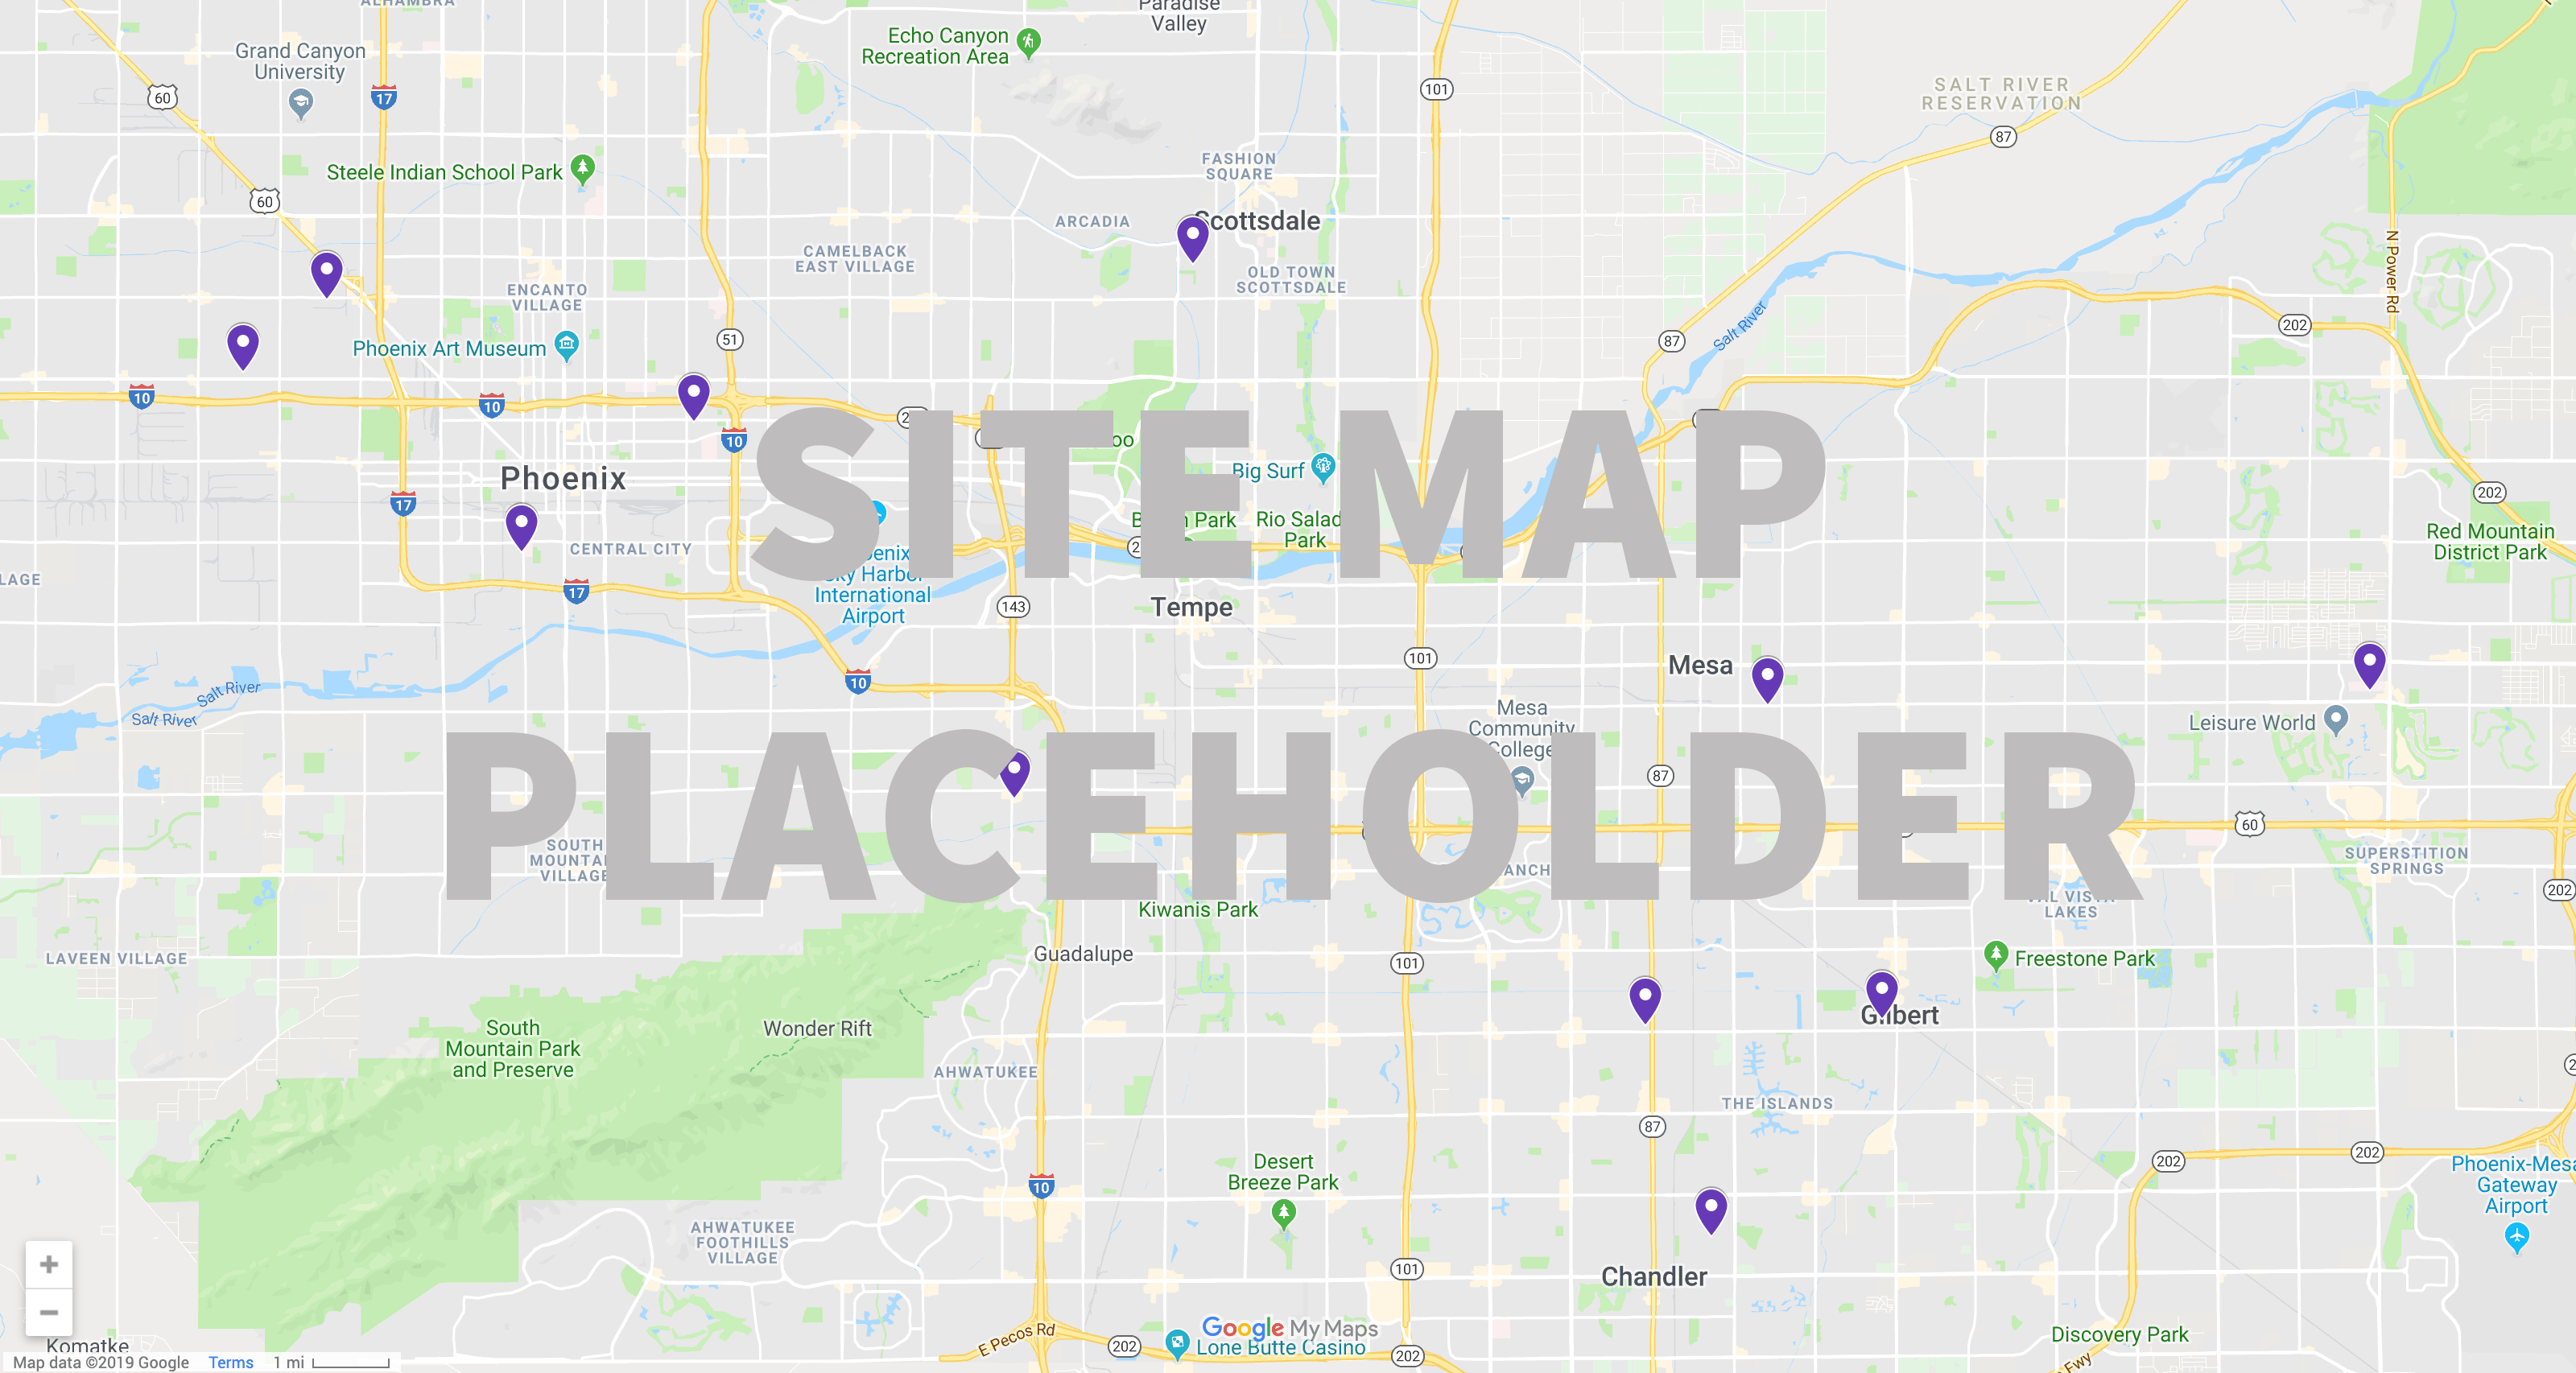 ALHAMBRA
Paradise
Valley
Grand Canyon
University
Echo Canyon
Recreation Area
60
17
101
SALT RIVER
RESERVATION
87
Steele Indian School Park
60
FASHION
SQUARE
ARCADIA
Scottsdale
CAMELBACK
EAST VILLAGE
OLD TOWN
SCOTTSDALE
N Power Rd
ENCANTO
VILLAGE
Phoenix Art Museum
51
87
Salt River
202
10
10
10
SITE MAP
Phoenix
17
Big Surf
202
Park
Rio Salad
Park
Red Mountain
District Park
CENTRAL CITY
LAGE
17
Sky Harbor
International
Airport
143
Tempe
101
Mesa
10
Salt River
Salt River
Mesa
Community
College
Leisure World
87
PLACEHOLDER
60
SOUTH
MOUNTAI
VILLAGE
SUPERSTITION
SPRINGS
ANCH
202
VAL VISTA
LAKES
Kiwanis Park
Guadalupe
LAVEEN VILLAGE
101
Freestone Park
Gilbert
South
Mountain Park
and Preserve
Wonder Rift
AHWATUKEE
THE ISLANDS
87
Desert
Breeze Park
10
202
202
Phoenix-Mesa
Gateway
Airport
AHWATUKEE
FOOTHILLS
VILLAGE
101
Chandler
Google My Maps
E Pecos Rd
202
Lone Butte Casino
202
Discovery Park
Fwy
Komatke
Map data ©2019 Google Terms 1 mi